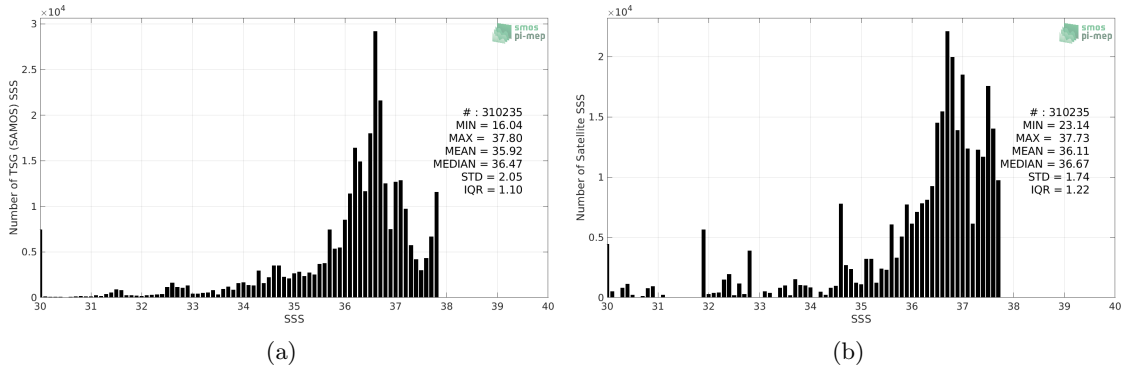 ×10⁴
3
2.5
2
1.5
1
0.5
0
30 31 32 33 34 35 36 37 38 39 40
SSS
Number of TSG (SAMOS) SSS
smos
pi-mep
# : 310235
MIN = 16.04
MAX = 37.80
MEAN = 35.92
MEDIAN = 36.47
STD = 2.05
IQR = 1.10
(a)
×10⁴
2
1.5
1
0.5
0
30 31 32 33 34 35 36 37 38 39 40
SSS
Number of Satellite SSS
smos
pi-mep
# : 310235
MIN = 23.14
MAX = 37.73
MEAN = 36.11
MEDIAN = 36.67
STD = 1.74
IQR = 1.22
(b)